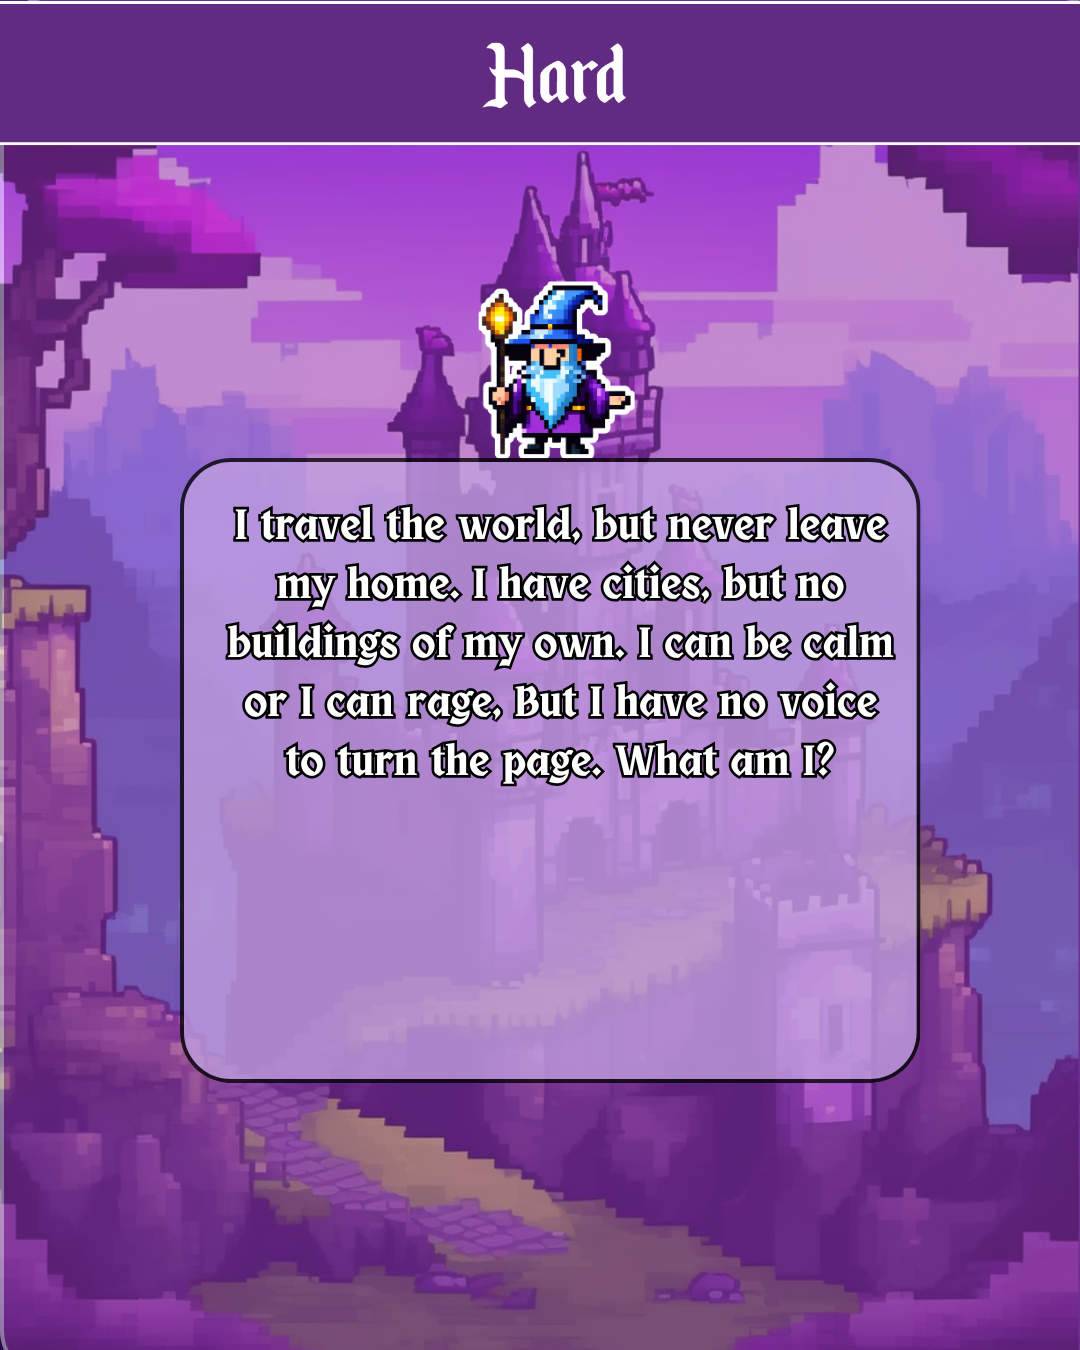 Hard
I travel the world, but never leave
my home. I have cities, but no
buildings of my own. I can be calm
or I can rage, But I have no voice
to turn the page. What am I?